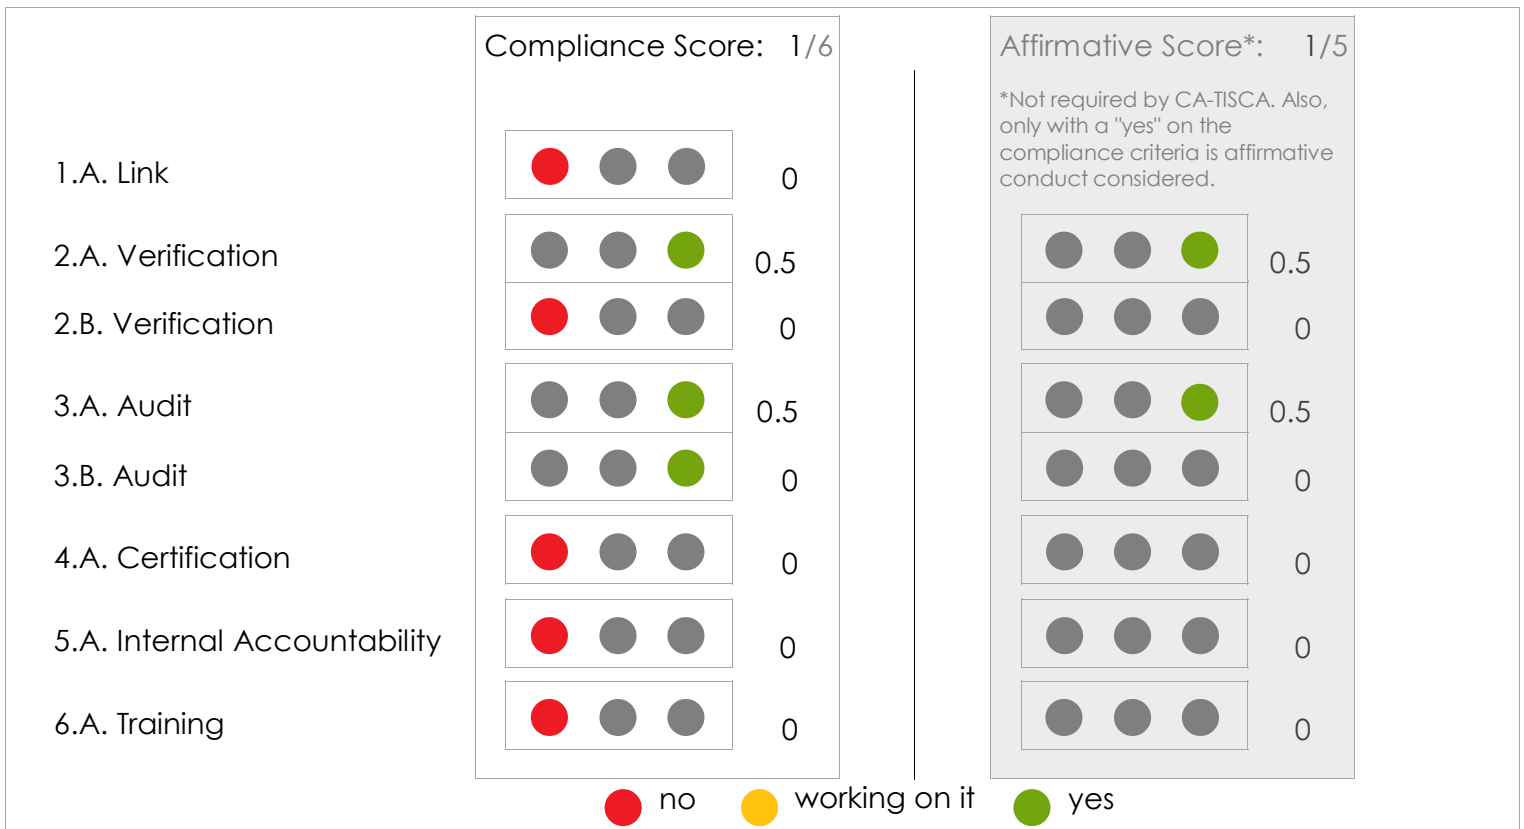 Compliance Score: 1/6
Affirmative Score*: 1/5
*Not required by CA-TISCA. Also,
only with a "yes" on the
compliance criteria is affirmative
conduct considered.
1.A. Link 0
2.A. Verification 0.5 0.5
2.B. Verification 0 0
3.A. Audit 0.5 0.5
3.B. Audit 0 0
4.A. Certification 0 0
5.A. Internal Accountability 0 0
6.A. Training 0 0
no working on it yes